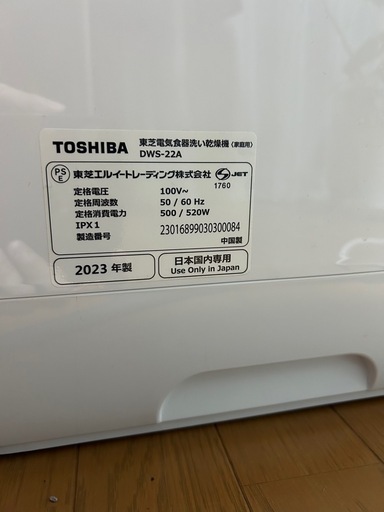 TOSHIBA 東芝電気食器洗い乾燥機(家庭用)
DWS-22A
PSE 東芝エルイートレーディング株式会社 S JET
1760
定格電圧 100V~
定格周波数 50 / 60 Hz
定格消費電力 500 / 520W
IPX1
製造番号 23016899030300084
中国製
2023 年製
日本国内専用
Use Only in Japan